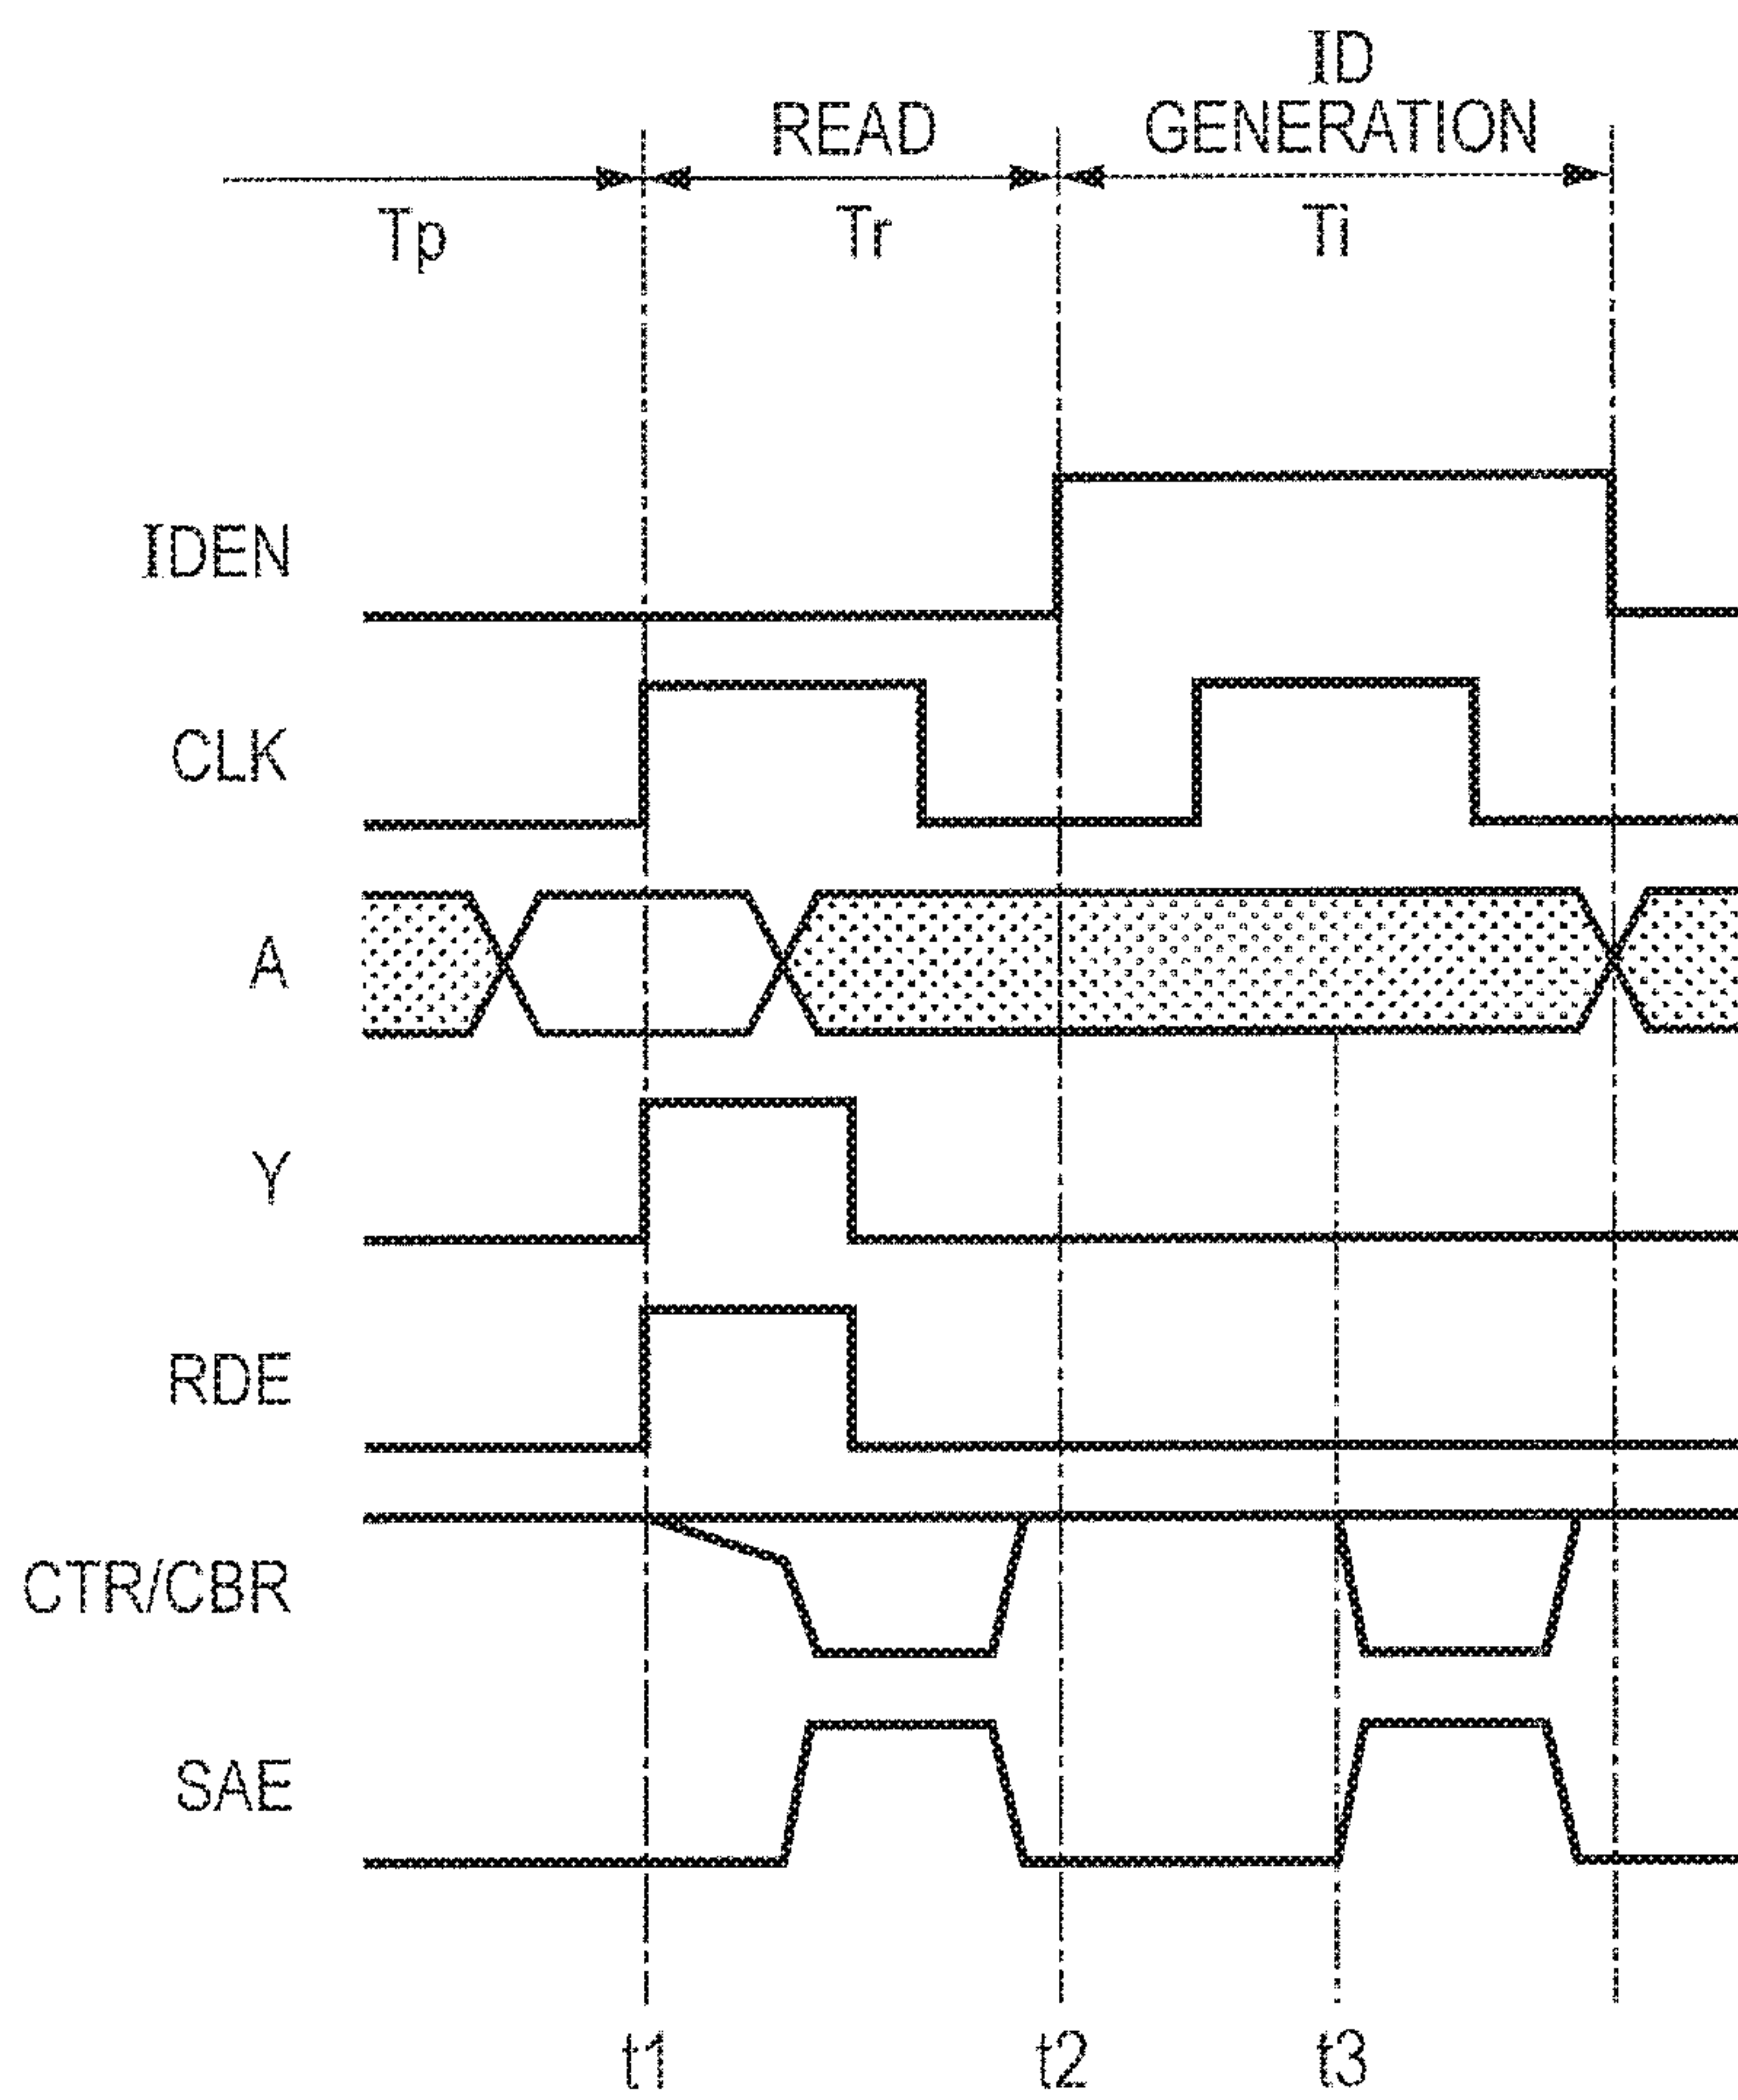 ID
READ GENERATION
Tp Tr Ti
IDEN
CLK
A
Y
RDE
CTR/CBR
SAE
t1 t2 t3